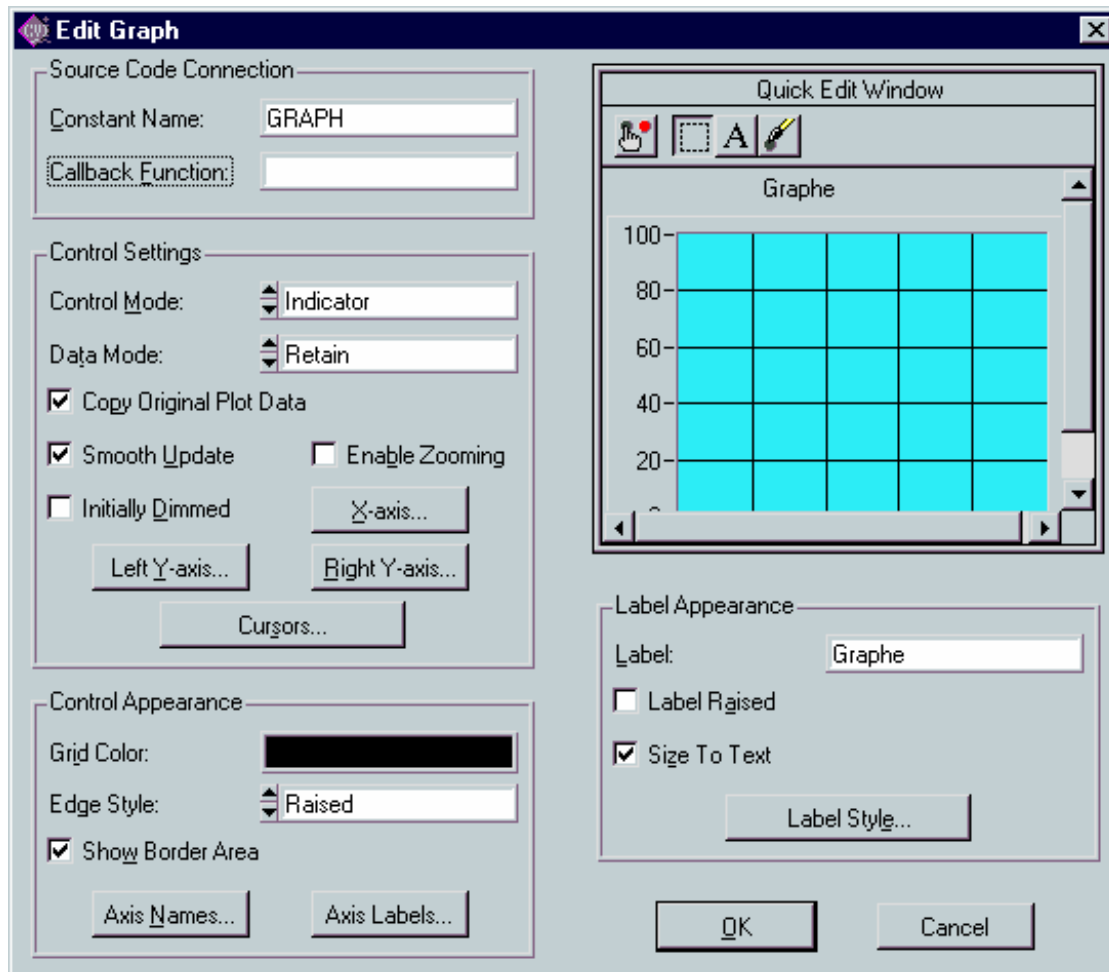 Edit Graph
Source Code Connection
Constant Name: GRAPH
Callback Function:
Control Settings
Control Mode: Indicator
Data Mode: Retain
Copy Original Plot Data
Smooth Update Enable Zooming
Initially Dimmed X-axis...
Left Y-axis... Right Y-axis...
Cursors...
Control Appearance
Grid Color:
Edge Style: Raised
Show Border Area
Axis Names... Axis Labels...
Quick Edit Window
A
Graphe
100
80
60
40
20
Label Appearance
Label: Graphe
Label Raised
Size To Text
Label Style...
OK Cancel